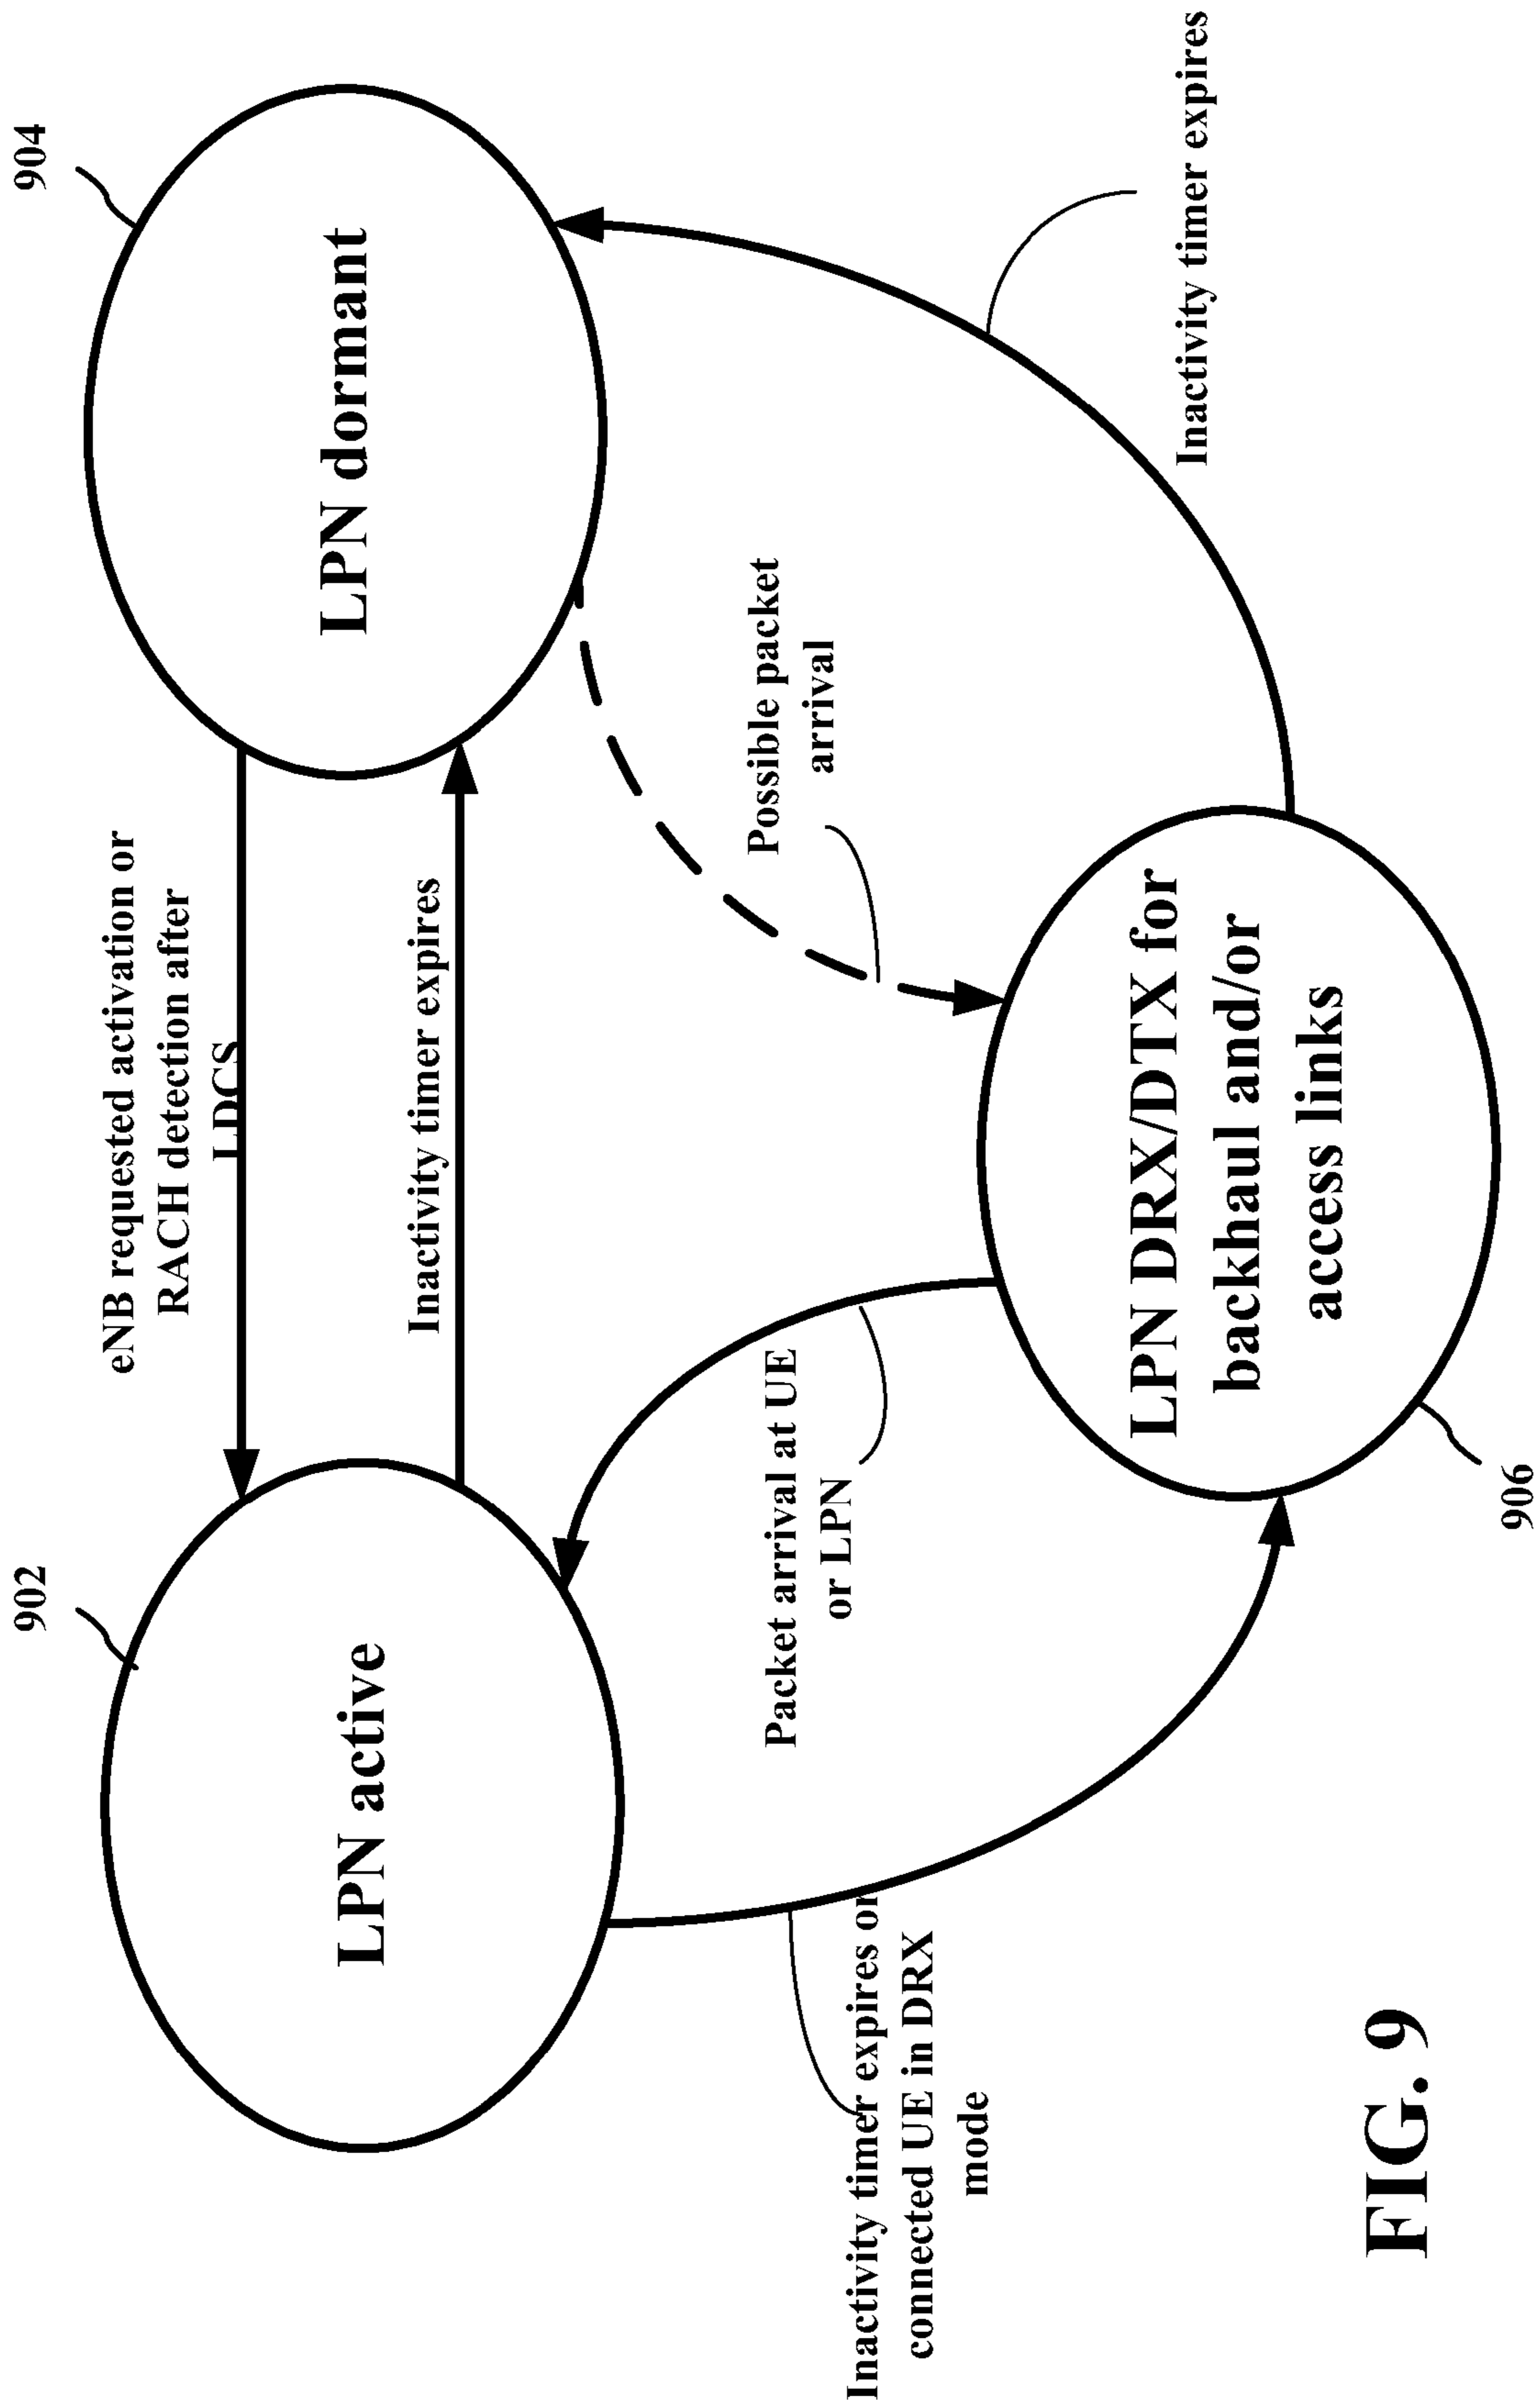 902
904
eNB requested activation or
RACH detection after
LDCS
LPN active
LPN dormant
Inactivity timer expires
Packet arrival at UE
or LPN
Possible packet
arrival
Inactivity timer expires or
connected UE in DRX
mode
LPN DRX/DTX for
backhaul and/or
access links
Inactivity timer expires
906
FIG. 9